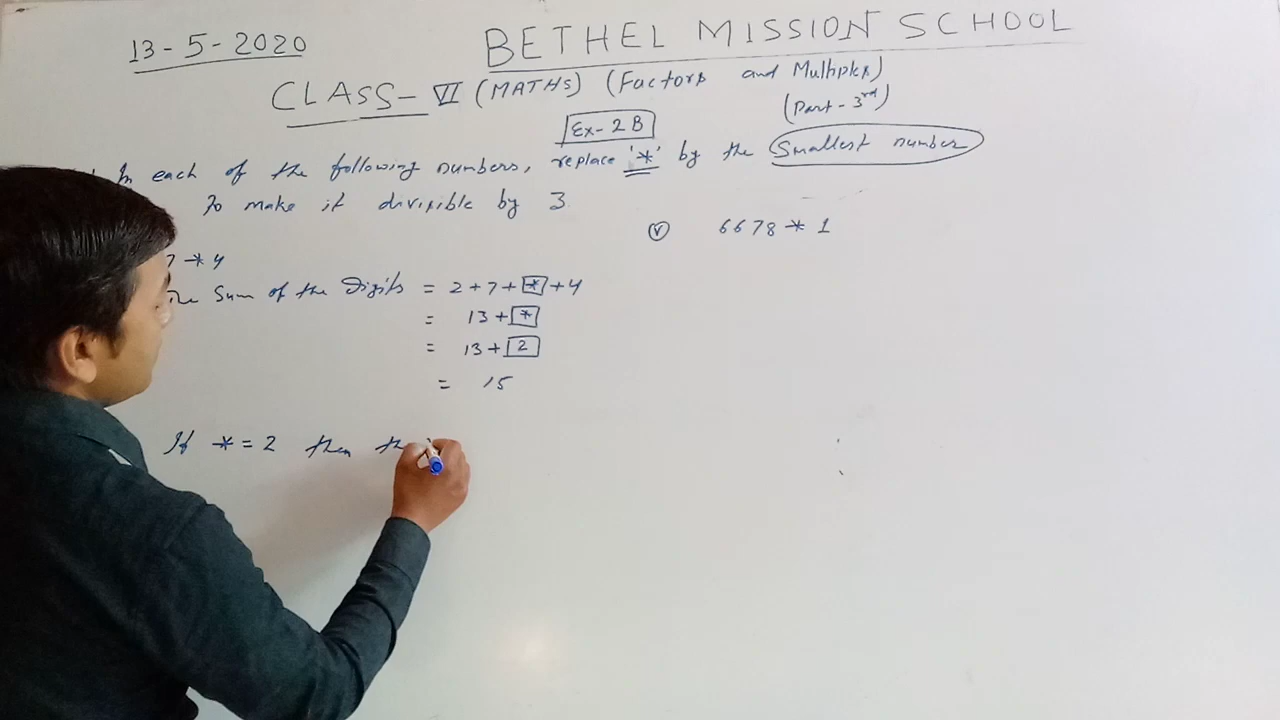 13-5-2020
BETHEL MISSION SCHOOL
CLASS-VI (MATHS) (Factors and Multiples)
(Part-3rd)
Ex-2B
In each of the following numbers, replace '*' by the Smallest number
To make it divisible by 3
7*4
(v) 6678*1
Sum of the Digits = 2+7+*+4
= 13+*
= 13+2
= 15
If *=2 then